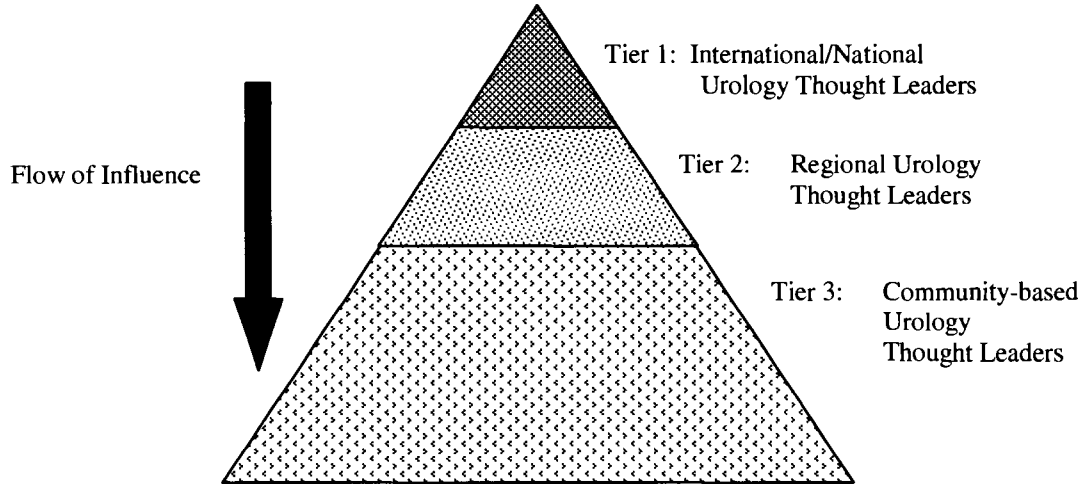 Tier 1: International/National
Urology Thought Leaders
Flow of Influence
Tier 2: Regional Urology
Thought Leaders
Tier 3: Community-based
Urology
Thought Leaders